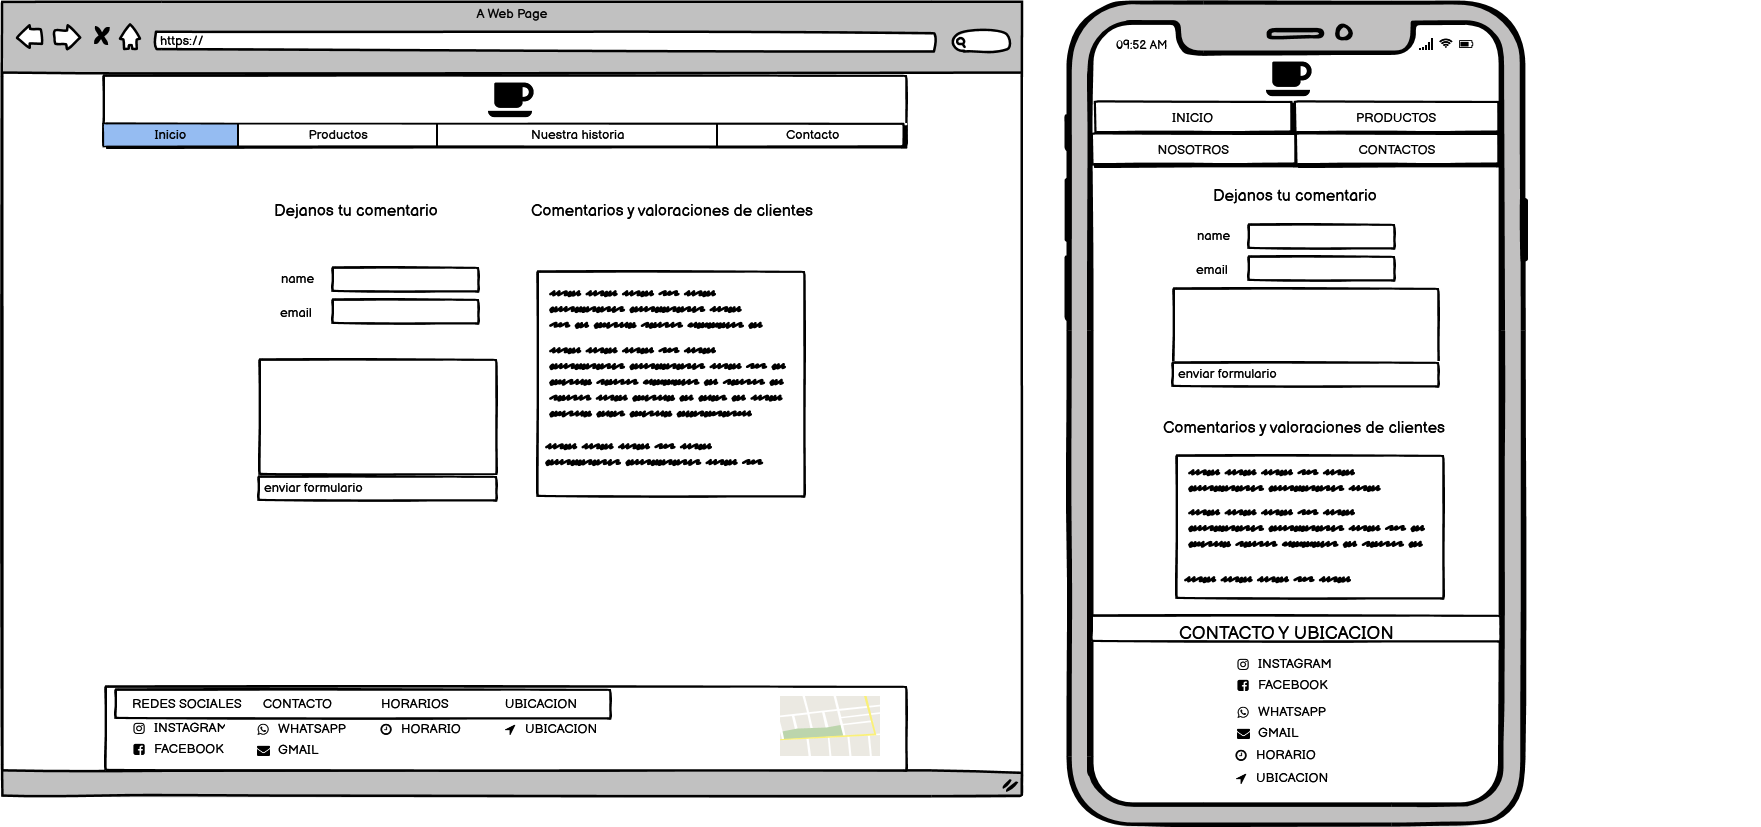 A Web Page
https://
Inicio Productos Nuestra historia Contacto
Dejanos tu comentario
name
email
enviar formulario
Comentarios y valoraciones de clientes
REDES SOCIALES CONTACTO HORARIOS UBICACION
INSTAGRAM WHATSAPP HORARIO UBICACION
FACEBOOK GMAIL
09:52 AM
INICIO PRODUCTOS
NOSOTROS CONTACTOS
Dejanos tu comentario
name
email
enviar formulario
Comentarios y valoraciones de clientes
CONTACTO Y UBICACION
INSTAGRAM
FACEBOOK
WHATSAPP
GMAIL
HORARIO
UBICACION